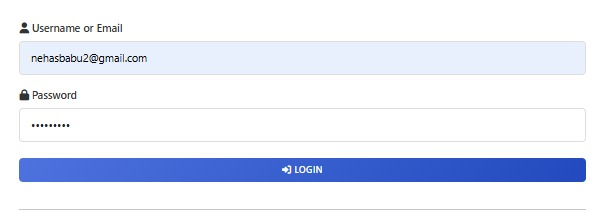 Username or Email
nehasbabu2@gmail.com
Password
•••••••••
LOGIN